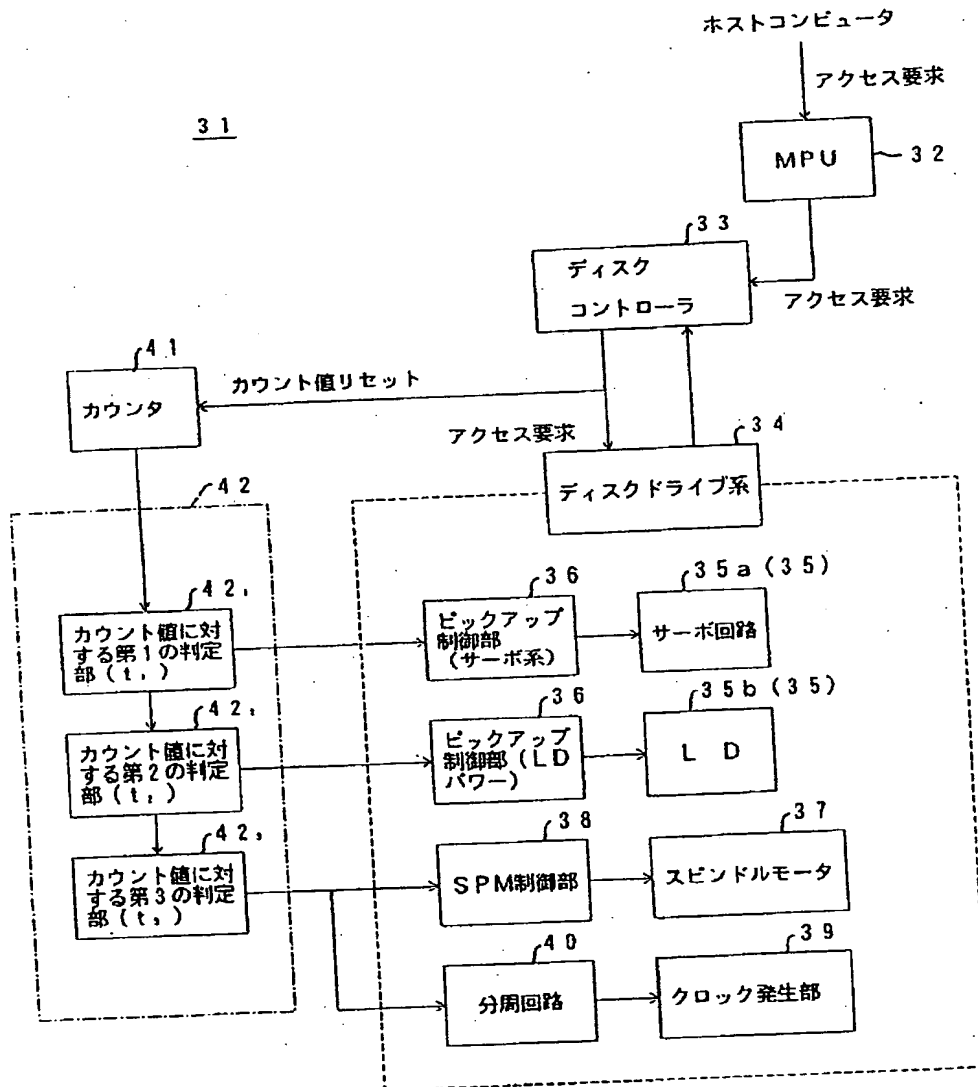 ホストコンピュータ
アクセス要求
31
MPU
32
33
ディスク
コントローラ
アクセス要求
41
カウンタ
カウント値リセット
アクセス要求
34
ディスクドライブ系
42
42₁
カウント値に対
する第1の判定
部(t₁)
36
ピックアップ
制御部
(サーボ系)
35a(35)
サーボ回路
42₂
カウント値に対
する第2の判定
部(t₂)
36
ピックアップ
制御部(LD
パワー)
35b(35)
LD
42₃
カウント値に対
する第3の判定
部(t₃)
38
SPM制御部
37
スピンドルモータ
40
分周回路
39
クロック発生部